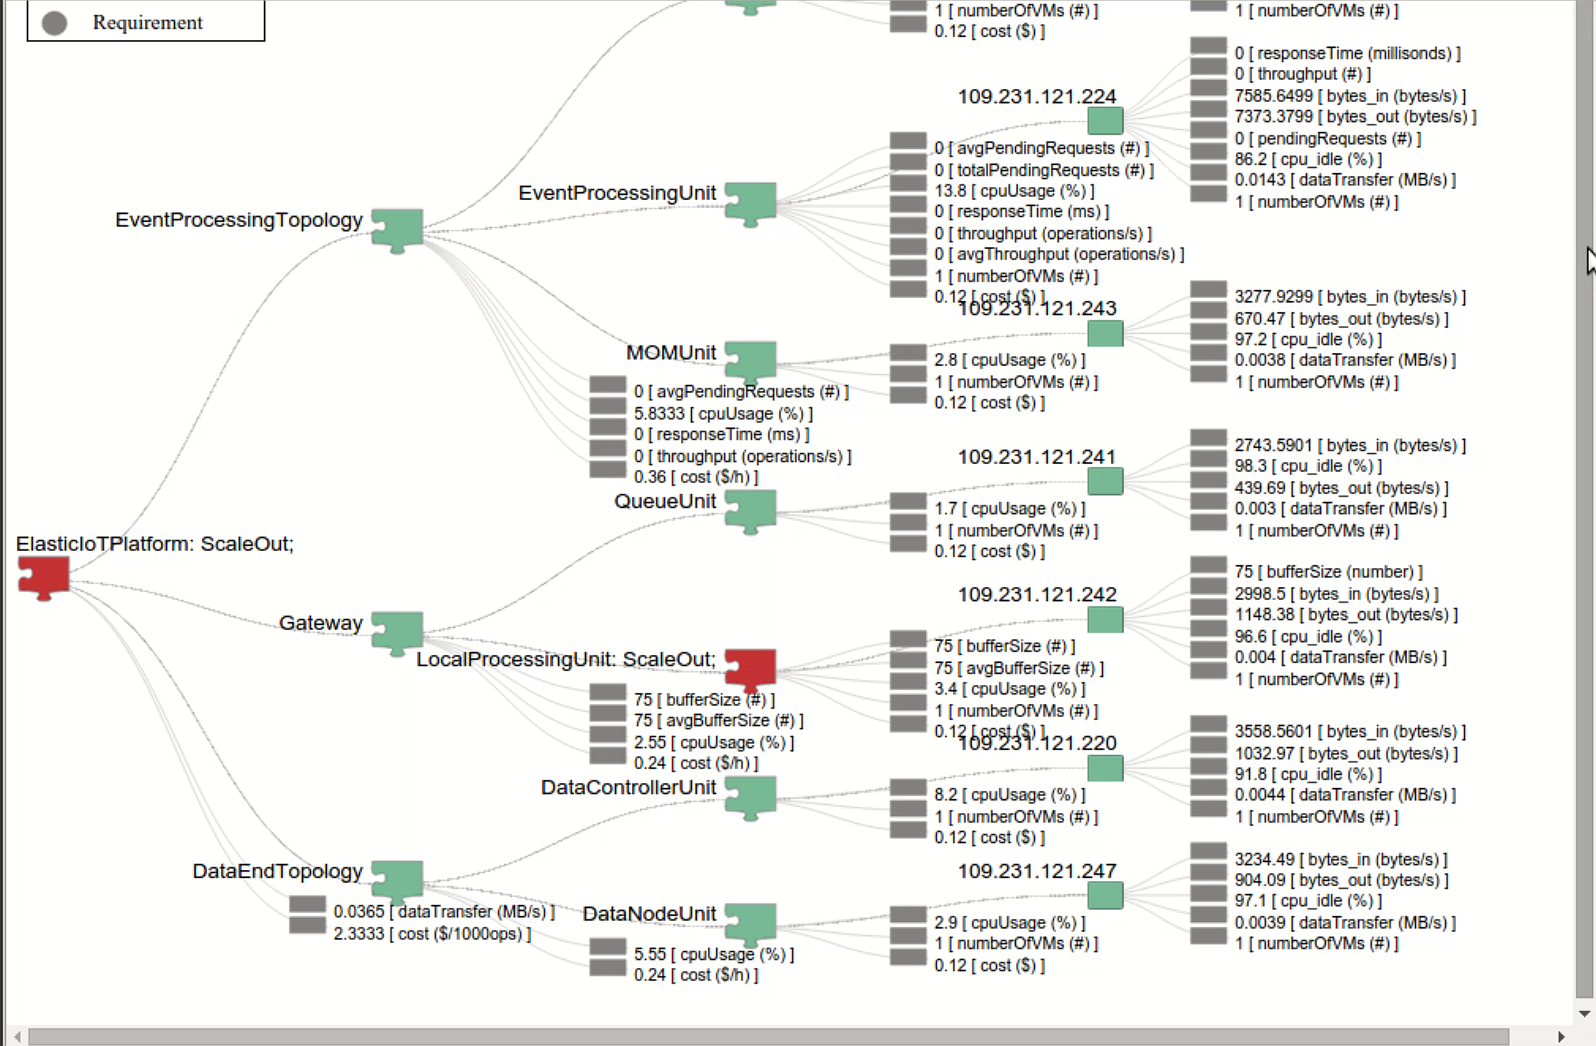 Requirement
1 [ numberOfVMs (#) ]
0.12 [ cost ($) ]
1 [ numberOfVMs (#) ]
109.231.121.224
0 [ responseTime (millisonds) ]
0 [ throughput (#) ]
7585.6499 [ bytes_in (bytes/s) ]
7373.3799 [ bytes_out (bytes/s) ]
0 [ pendingRequests (#) ]
86.2 [ cpu_idle (%) ]
0.0143 [ dataTransfer (MB/s) ]
1 [ numberOfVMs (#) ]
EventProcessingTopology
EventProcessingUnit
0 [ avgPendingRequests (#) ]
0 [ totalPendingRequests (#) ]
13.8 [ cpuUsage (%) ]
0 [ responseTime (ms) ]
0 [ throughput (operations/s) ]
0 [ avgThroughput (operations/s) ]
1 [ numberOfVMs (#) ]
0.12 [ cost ($) ]
109.231.121.243
3277.9299 [ bytes_in (bytes/s) ]
670.47 [ bytes_out (bytes/s) ]
97.2 [ cpu_idle (%) ]
0.0038 [ dataTransfer (MB/s) ]
1 [ numberOfVMs (#) ]
MOMUnit
2.8 [ cpuUsage (%) ]
1 [ numberOfVMs (#) ]
0.12 [ cost ($) ]
0 [ avgPendingRequests (#) ]
5.8333 [ cpuUsage (%) ]
0 [ responseTime (ms) ]
0 [ throughput (operations/s) ]
0.36 [ cost ($/h) ]
109.231.121.241
2743.5901 [ bytes_in (bytes/s) ]
98.3 [ cpu_idle (%) ]
439.69 [ bytes_out (bytes/s) ]
0.003 [ dataTransfer (MB/s) ]
1 [ numberOfVMs (#) ]
QueueUnit
1.7 [ cpuUsage (%) ]
1 [ numberOfVMs (#) ]
0.12 [ cost ($) ]
ElasticIoTPlatform: ScaleOut;
Gateway
109.231.121.242
75 [ bufferSize (number) ]
2998.5 [ bytes_in (bytes/s) ]
1148.38 [ bytes_out (bytes/s) ]
96.6 [ cpu_idle (%) ]
0.004 [ dataTransfer (MB/s) ]
1 [ numberOfVMs (#) ]
LocalProcessingUnit: ScaleOut;
75 [ bufferSize (#) ]
75 [ avgBufferSize (#) ]
3.4 [ cpuUsage (%) ]
1 [ numberOfVMs (#) ]
0.12 [ cost ($) ]
75 [ bufferSize (#) ]
75 [ avgBufferSize (#) ]
2.55 [ cpuUsage (%) ]
0.24 [ cost ($/h) ]
109.231.121.220
3558.5601 [ bytes_in (bytes/s) ]
1032.97 [ bytes_out (bytes/s) ]
91.8 [ cpu_idle (%) ]
0.0044 [ dataTransfer (MB/s) ]
1 [ numberOfVMs (#) ]
DataControllerUnit
8.2 [ cpuUsage (%) ]
1 [ numberOfVMs (#) ]
0.12 [ cost ($) ]
DataEndTopology
0.0365 [ dataTransfer (MB/s) ]
2.3333 [ cost ($/1000ops) ]
109.231.121.247
3234.49 [ bytes_in (bytes/s) ]
904.09 [ bytes_out (bytes/s) ]
97.1 [ cpu_idle (%) ]
0.0039 [ dataTransfer (MB/s) ]
1 [ numberOfVMs (#) ]
DataNodeUnit
2.9 [ cpuUsage (%) ]
1 [ numberOfVMs (#) ]
0.12 [ cost ($) ]
5.55 [ cpuUsage (%) ]
0.24 [ cost ($/h) ]